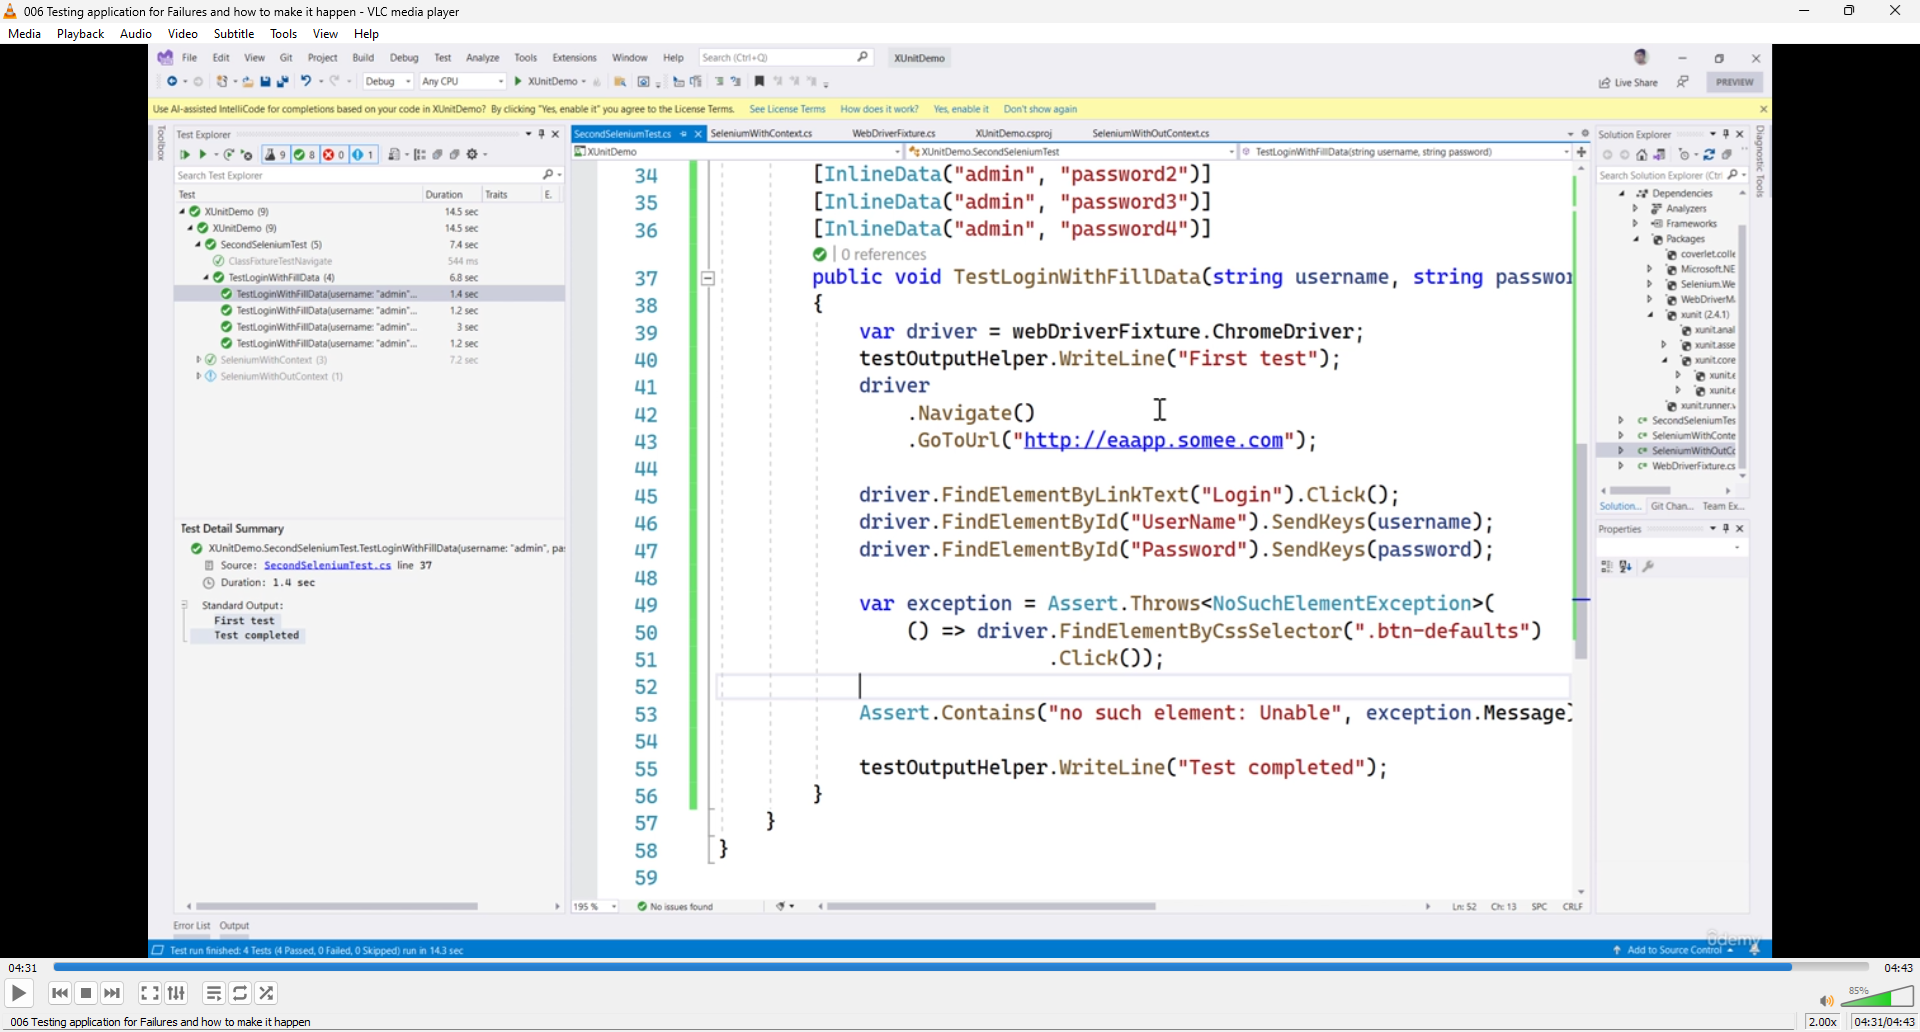 006 Testing application for Failures and how to make it happen - VLC media player
Media Playback Audio Video Subtitle Tools View Help
File Edit View Git Project Build Debug Test Analyze Tools Extensions Window Help Search (Ctrl+Q) XUnitDemo
Debug Any CPU XUnitDemo Live Share PREVIEW
Use AI-assisted IntelliCode for completions based on your code in XUnitDemo? By clicking "Yes, enable it" you agree to the License Terms. See License Terms How does it work? Yes, enable it Don't show again
Toolbox
Test Explorer
9 8 0 1
Search Test Explorer
Test Duration Traits E.
XUnitDemo (9) 14.5 sec
XUnitDemo (9) 14.5 sec
SecondSeleniumTest (5) 7.4 sec
ClassFixtureTestNavigate 544 ms
TestLoginWithFillData (4) 6.8 sec
TestLoginWithFillData(username: "admin"... 1.4 sec
TestLoginWithFillData(username: "admin"... 1.2 sec
TestLoginWithFillData(username: "admin"... 3 sec
TestLoginWithFillData(username: "admin"... 1.2 sec
SeleniumWithContext (3) 7.2 sec
SeleniumWithOutContext (1)
Test Detail Summary
XUnitDemo.SecondSeleniumTest.TestLoginWithFillData(username: "admin", pa
Source: SecondSeleniumTest.cs line 37
Duration: 1.4 sec
Standard Output:
First test
Test completed
SecondSeleniumTest.cs SeleniumWithContext.cs WebDriverFixture.cs XUnitDemo.csproj SeleniumWithOutContext.cs
XUnitDemo XUnitDemo.SecondSeleniumTest TestLoginWithFillData(string username, string password)
34 [InlineData("admin", "password2")]
35 [InlineData("admin", "password3")]
36 [InlineData("admin", "password4")]
0 references
37 public void TestLoginWithFillData(string username, string passwor
38 {
39 var driver = webDriverFixture.ChromeDriver;
40 testOutputHelper.WriteLine("First test");
41 driver
42 .Navigate()
43 .GoToUrl("http://eaapp.somee.com");
44
45 driver.FindElementByLinkText("Login").Click();
46 driver.FindElementById("UserName").SendKeys(username);
47 driver.FindElementById("Password").SendKeys(password);
48
49 var exception = Assert.Throws<NoSuchElementException>(
50 () => driver.FindElementByCssSelector(".btn-defaults")
51 .Click());
52
53 Assert.Contains("no such element: Unable", exception.Message)
54
55 testOutputHelper.WriteLine("Test completed");
56 }
57 }
58 }
59
195 % No issues found Ln: 52 Ch: 13 SPC CRLF
Solution Explorer
Search Solution Explorer (Ctrl
Dependencies
Analyzers
Frameworks
Packages
coverlet.colle
Microsoft.NE
Selenium.We
WebDriverM
xunit (2.4.1)
xunit.anal
xunit.asse
xunit.core
xunit.e
xunit.e
xunit.runner.v
SecondSeleniumTes
SeleniumWithConte
SeleniumWithOutCo
WebDriverFixture.cs
Solution... Git Chan... Team Ex...
Properties
Diagnostic Tools
Error List Output
Test run finished: 4 Tests (4 Passed, 0 Failed, 0 Skipped) run in 14.3 sec Add to Source Control
udemy
04:31 04:43
85%
006 Testing application for Failures and how to make it happen 2.00x 04:31/04:43